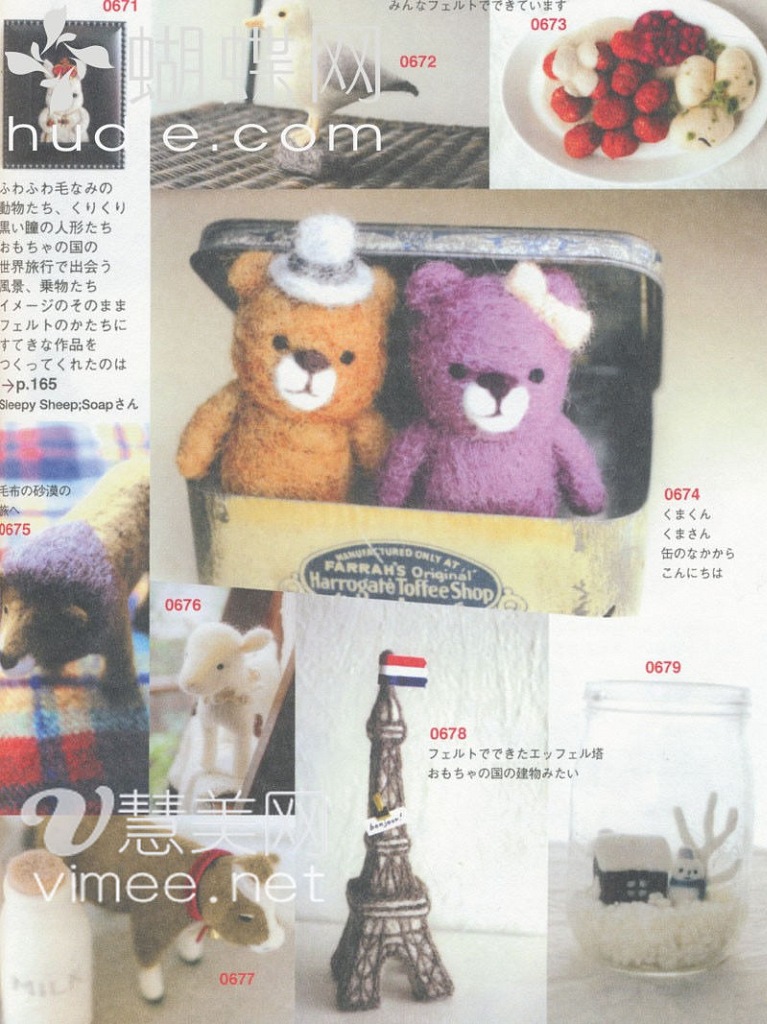 0671
みんなフェルトでできています
0672
0673
蝴蝶网
hudie.com
ふわふわ毛なみの
動物たち、くりくり
黒い瞳の人形たち
おもちゃの国の
世界旅行で出会う
風景、乗物たち
イメージのそのまま
フェルトのかたちに
すてきな作品を
つくってくれたのは
→p.165
Sleepy Sheep;Soapさん
毛布の砂漠の
旅へ
0675
MANUFACTURED ONLY AT
FARRAH'S Original
Harrogate Toffee Shop
0674
くまくん
くまさん
缶のなかから
こんにちは
0676
0678
フェルトでできたエッフェル塔
おもちゃの国の建物みたい
bonjour!
0679
慧美网
vimee.net
MILK
0677